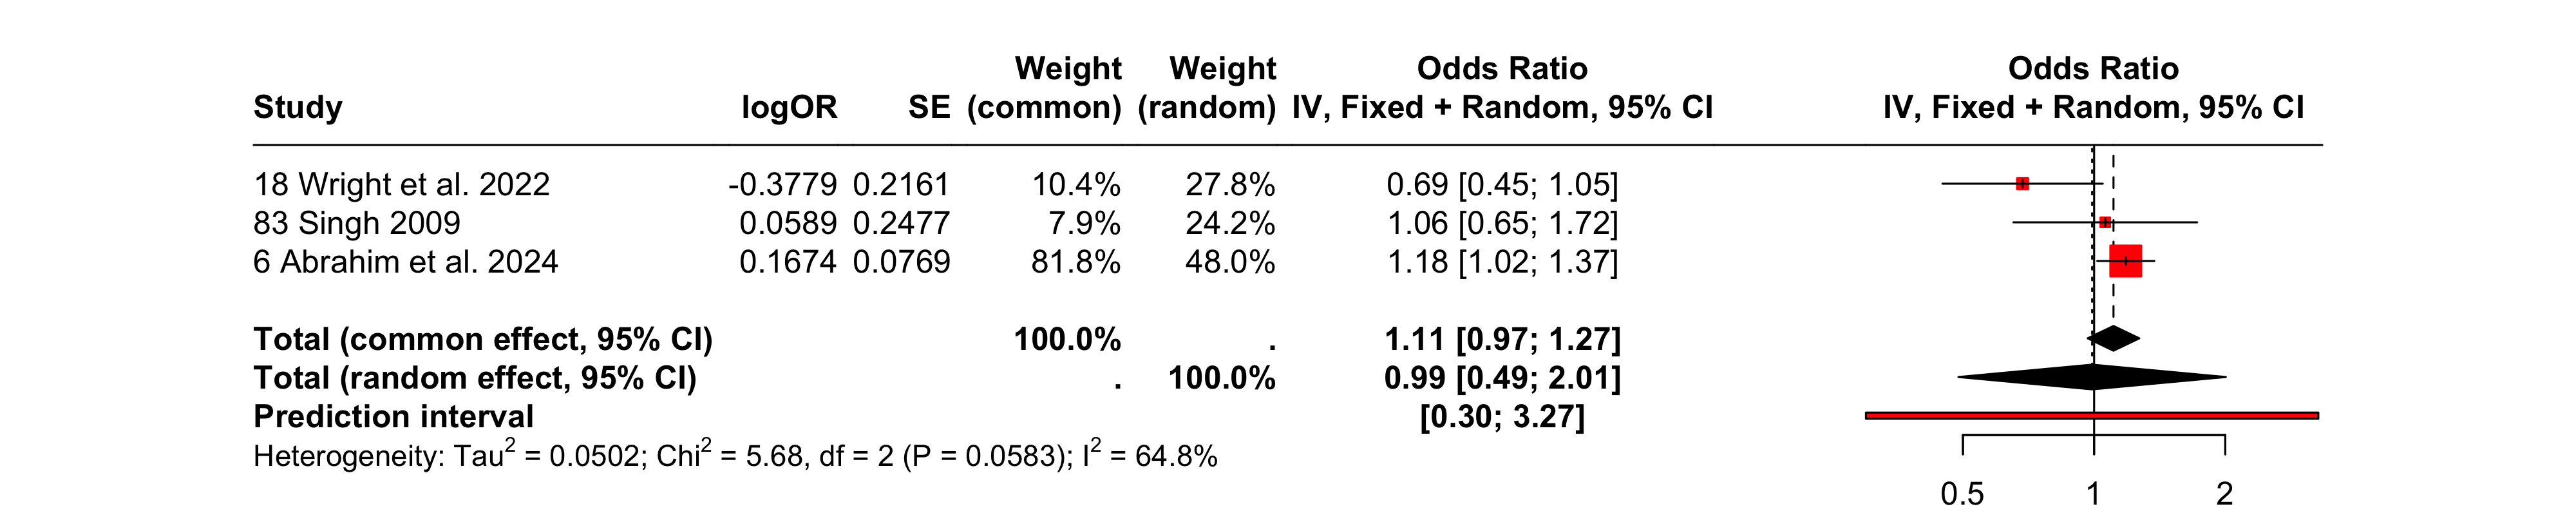 Weight Weight Odds Ratio Odds Ratio
Study logOR SE (common) (random) IV, Fixed + Random, 95% CI IV, Fixed + Random, 95% CI
18 Wright et al. 2022 -0.3779 0.2161 10.4% 27.8% 0.69 [0.45; 1.05]
83 Singh 2009 0.0589 0.2477 7.9% 24.2% 1.06 [0.65; 1.72]
6 Abrahim et al. 2024 0.1674 0.0769 81.8% 48.0% 1.18 [1.02; 1.37]
Total (common effect, 95% CI) 100.0% . 1.11 [0.97; 1.27]
Total (random effect, 95% CI) . 100.0% 0.99 [0.49; 2.01]
Prediction interval [0.30; 3.27]
Heterogeneity: Tau² = 0.0502; Chi² = 5.68, df = 2 (P = 0.0583); I² = 64.8%
0.5 1 2